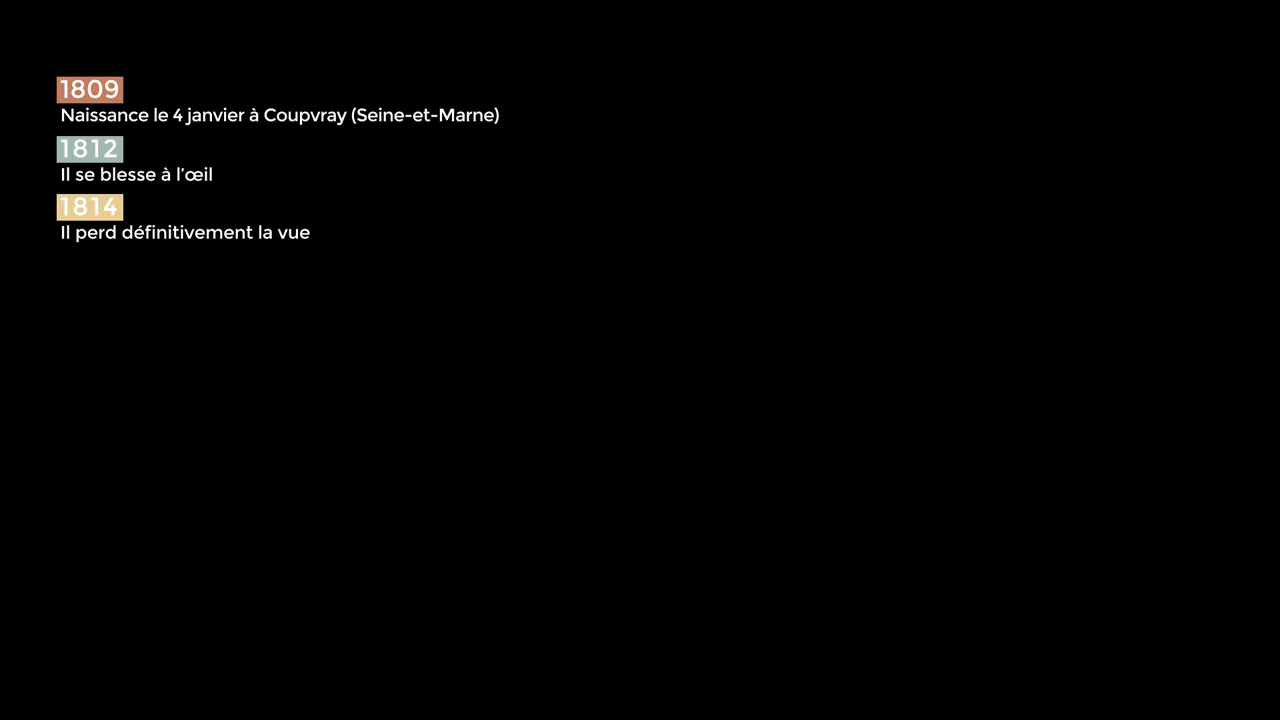 1809
Naissance le 4 janvier à Coupvray (Seine-et-Marne)
1812
Il se blesse à l’œil
1814
Il perd définitivement la vue